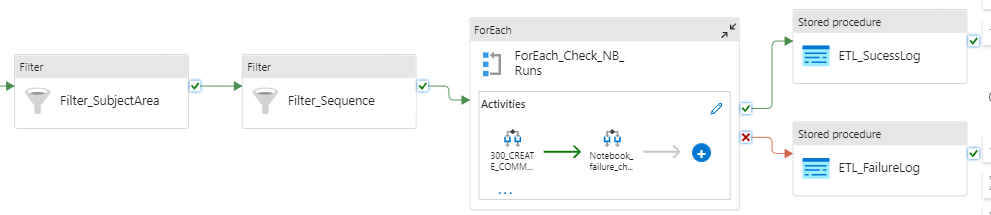 Filter
Filter_SubjectArea
Filter
Filter_Sequence
ForEach
ForEach_Check_NB_
Runs
Activities
300_CREAT
E_COMM...
Notebook_
failure_ch...
...
Stored procedure
ETL_SucessLog
Stored procedure
ETL_FailureLog